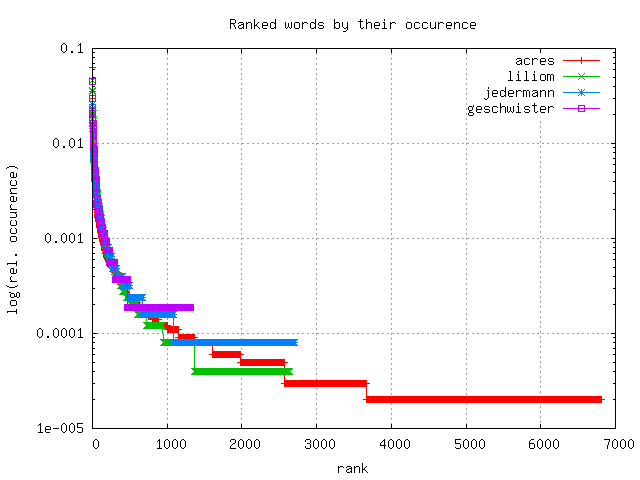 Ranked words by their occurence
0.1
acres
liliom
jedermann
geschwister
0.01
0.001
0.0001
1e-005
log(rel. occurence)
0 1000 2000 3000 4000 5000 6000 7000
rank